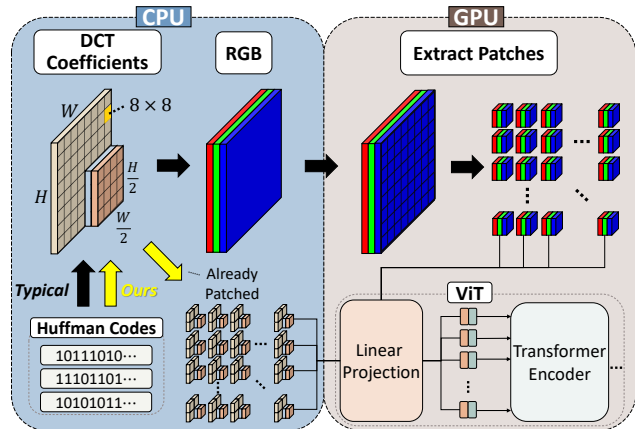 CPU
GPU
DCT
Coefficients
RGB
Extract Patches
W
8 × 8
H
H/2
W/2
Typical
Ours
Already
Patched
Huffman Codes
10111010⋯
11101101⋯
10101011⋯
ViT
Linear
Projection
Transformer
Encoder